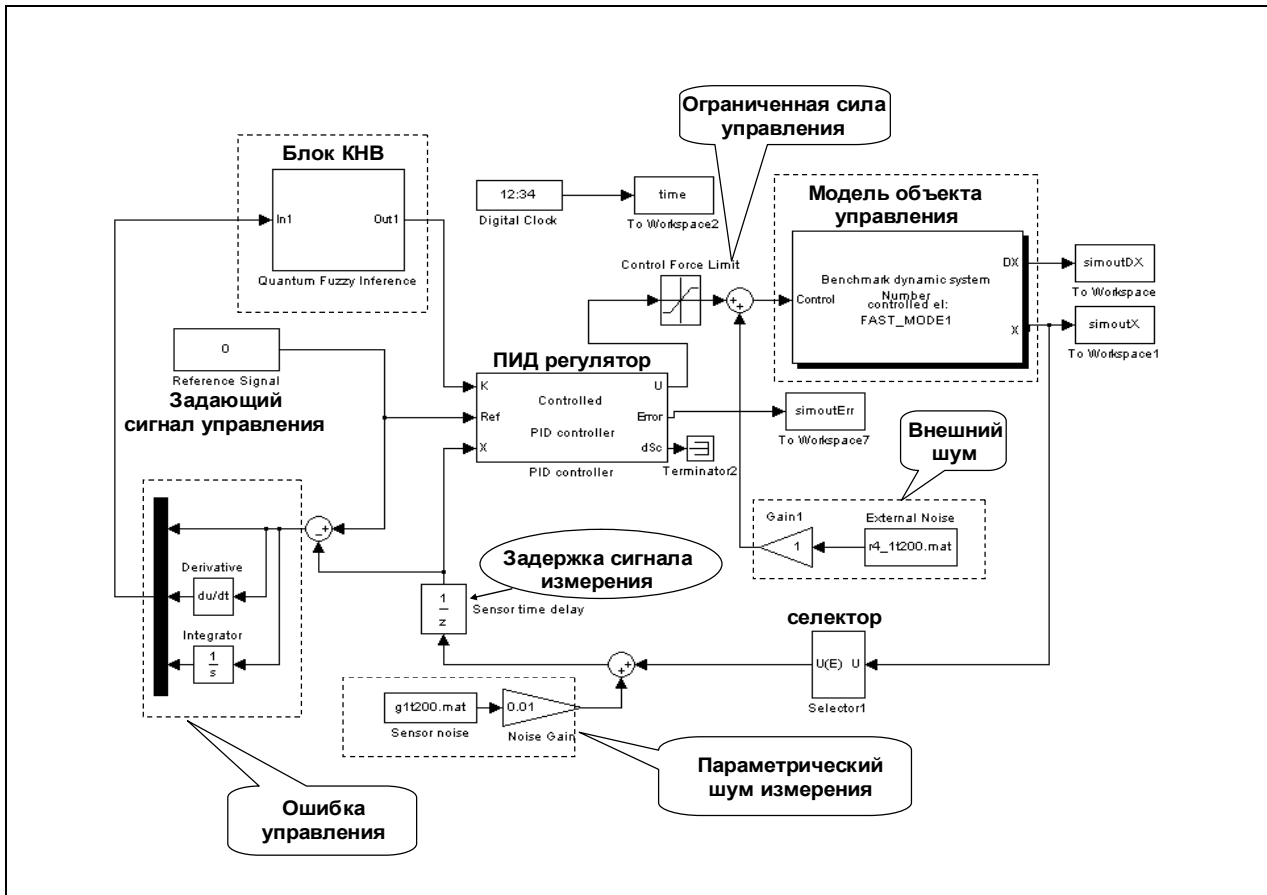 Ограниченная сила
управления
Блок КНВ
In1
Out1
Quantum Fuzzy Inference
12:34
Digital Clock
time
To Workspace2
Модель объекта
управления
Control Force Limit
Control
Benchmark dynamic system
Number
controlled el:
FAST_MODE1
DX
X
simoutDX
To Workspace
simoutX
To Workspace1
0
Reference Signal
Задающий
сигнал управления
ПИД регулятор
K
Ref
X
Controlled
PID controller
U
Error
dSc
PID controller
simoutErr
To Workspace7
Terminator2
Внешний
шум
Gain1
1
External Noise
r4_1t200.mat
Derivative
du/dt
Integrator
1
s
Задержка сигнала
измерения
1
z
Sensor time delay
селектор
U(E)
U
Selector1
g1t200.mat
Sensor noise
0.01
Noise Gain
Параметрический
шум измерения
Ошибка
управления